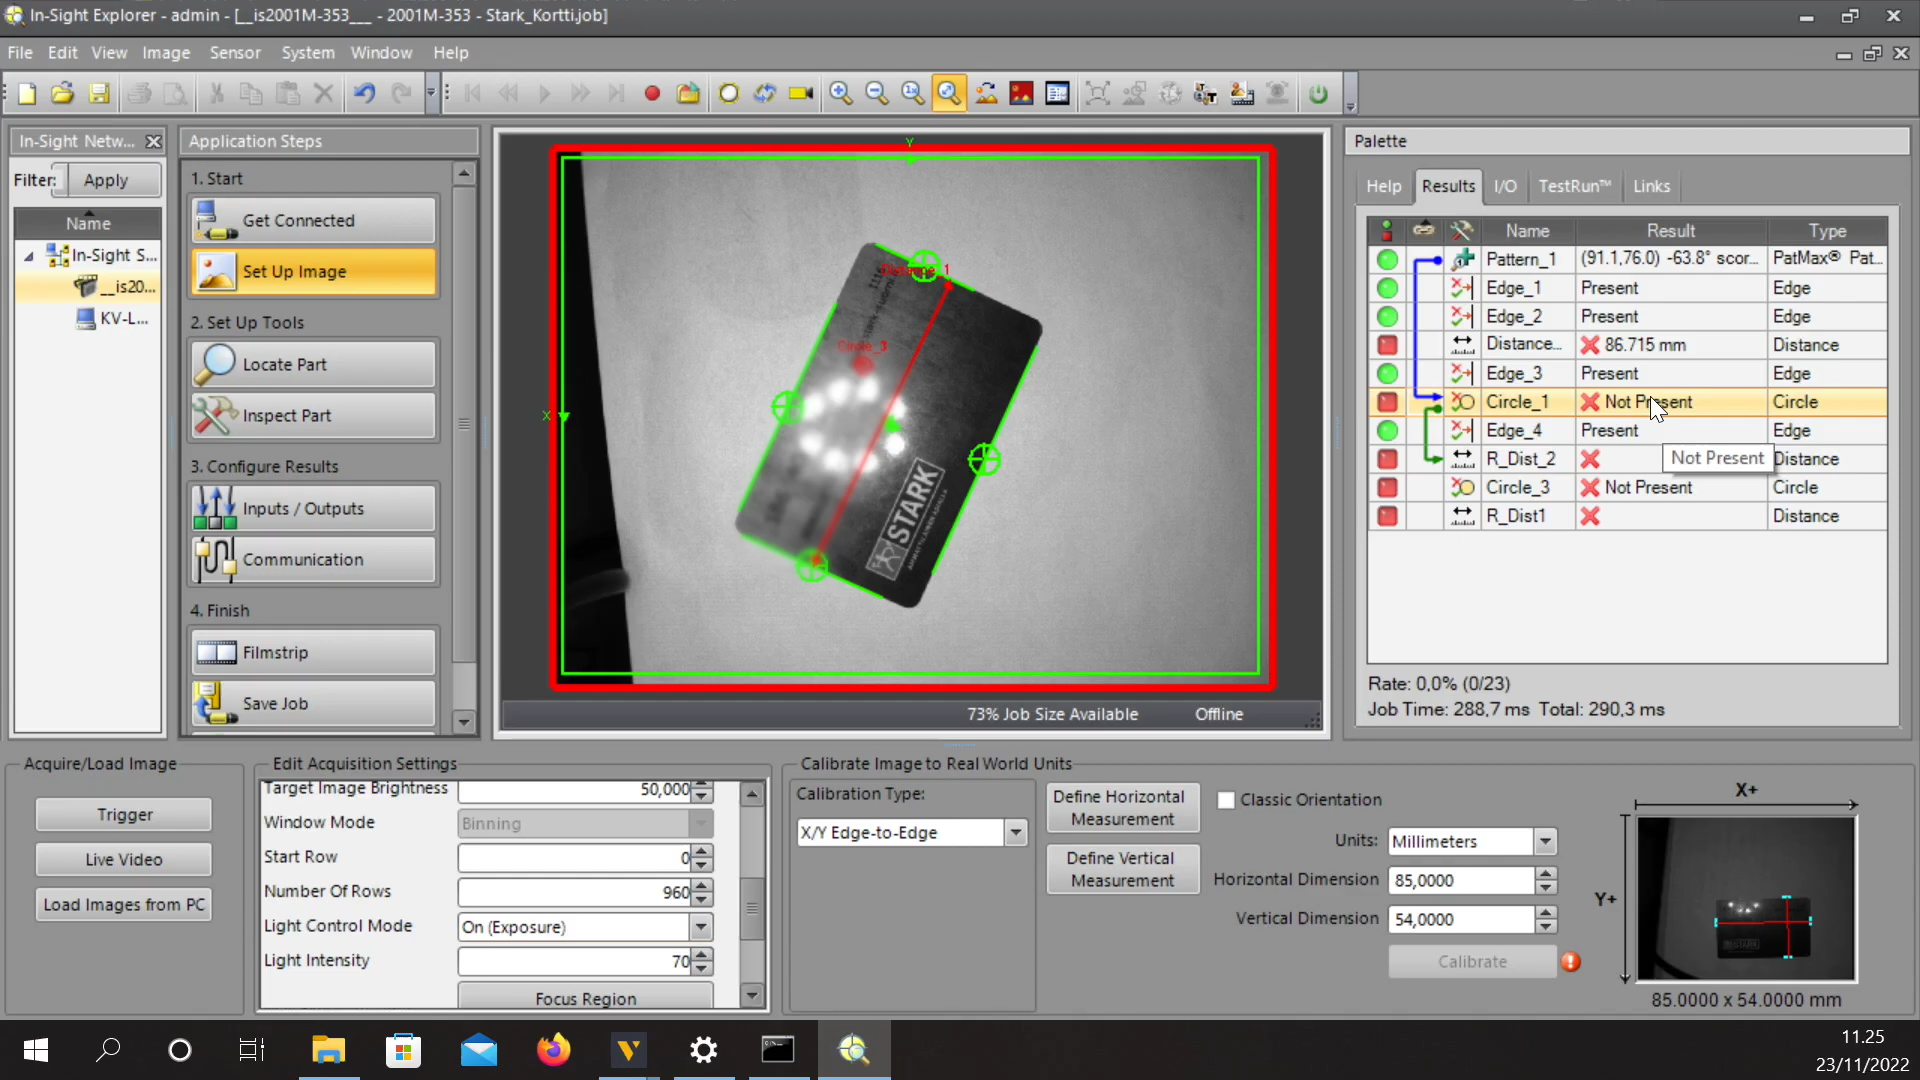 In-Sight Explorer - admin - [__is2001M-353___ - 2001M-353 - Stark_Kortti.job]
File Edit View Image Sensor System Window Help
In-Sight Netw...
Filter: Apply
Name
In-Sight S...
__is20...
KV-L...
Application Steps
1. Start
Get Connected
Set Up Image
2. Set Up Tools
Locate Part
Inspect Part
3. Configure Results
Inputs / Outputs
Communication
4. Finish
Filmstrip
Save Job
Y
X
Distance_1
Circle_3
STARK
73% Job Size Available Offline
Palette
Help Results I/O TestRun™ Links
Name Result Type
Pattern_1 (91.1,76.0) -63.8° scor... PatMax® Pat...
Edge_1 Present Edge
Edge_2 Present Edge
Distance... 86.715 mm Distance
Edge_3 Present Edge
Circle_1 Not Present Circle
Edge_4 Present Edge
R_Dist_2 Distance
Not Present
Circle_3 Not Present Circle
R_Dist1 Distance
Rate: 0,0% (0/23)
Job Time: 288,7 ms Total: 290,3 ms
Acquire/Load Image
Trigger
Live Video
Load Images from PC
Edit Acquisition Settings
Target Image Brightness 50,000
Window Mode Binning
Start Row 0
Number Of Rows 960
Light Control Mode On (Exposure)
Light Intensity 70
Focus Region
Calibrate Image to Real World Units
Calibration Type:
X/Y Edge-to-Edge
Define Horizontal Measurement
Define Vertical Measurement
Classic Orientation
Units: Millimeters
Horizontal Dimension 85,0000
Vertical Dimension 54,0000
Calibrate
X+
Y+
85.0000 x 54.0000 mm
11.25
23/11/2022